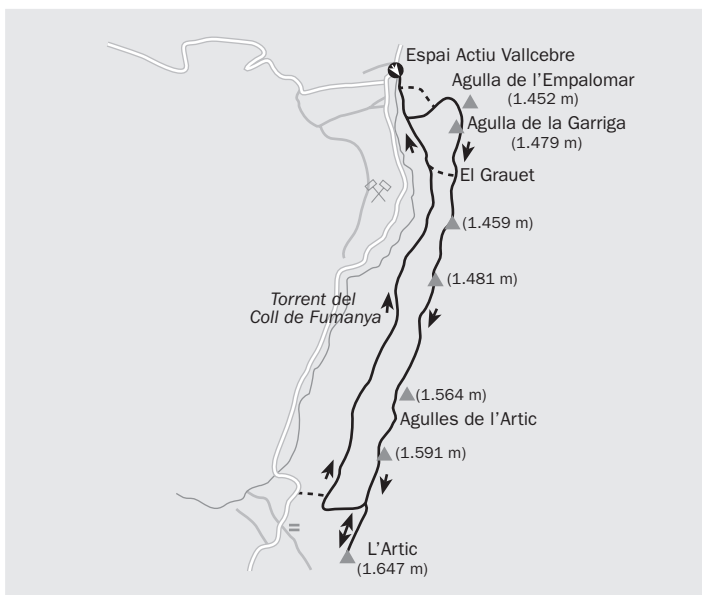 Espai Actiu Vallcebre
Agulla de l'Empalomar
(1.452 m)
Agulla de la Garriga
(1.479 m)
El Grauet
(1.459 m)
(1.481 m)
Torrent del
Coll de Fumanya
(1.564 m)
Agulles de l'Artic
(1.591 m)
L'Artic
(1.647 m)